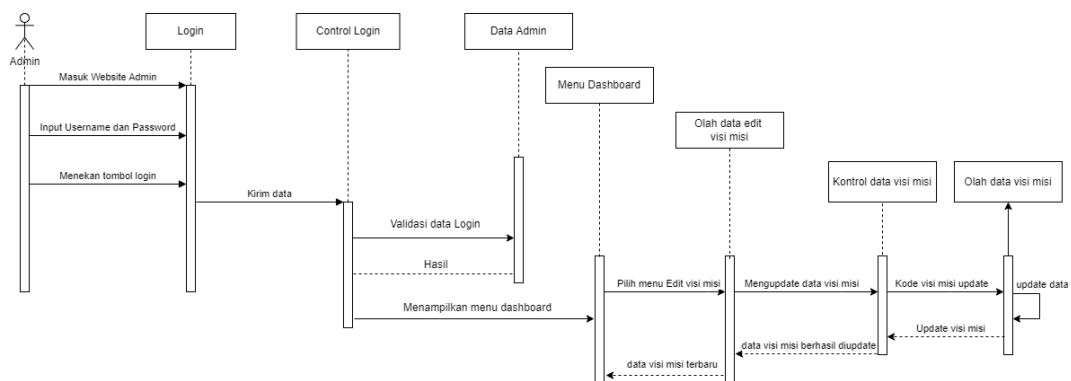 Login
Control Login
Data Admin
Admin
Masuk Website Admin
Menu Dashboard
Input Username dan Password
Olah data edit
visi misi
Menekan tombol login
Kontrol data visi misi
Olah data visi misi
Kirim data
Validasi data Login
Hasil
Pilih menu Edit visi misi
Mengupdate data visi misi
Kode visi misi update
update data
Menampilkan menu dashboard
Update visi misi
data visi misi berhasil diupdate
data visi misi terbaru